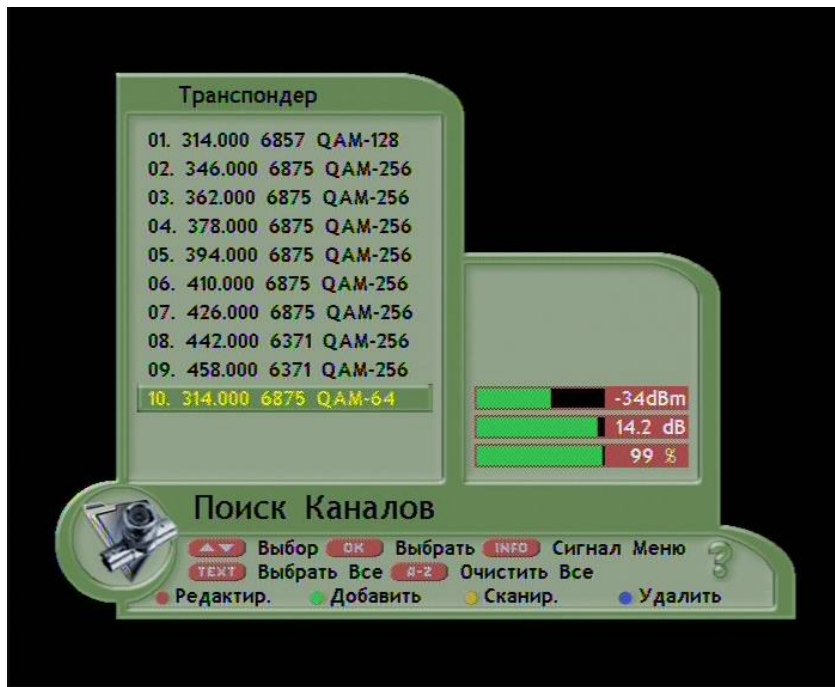 Транспондер
01. 314.000 6857 QAM-128
02. 346.000 6875 QAM-256
03. 362.000 6875 QAM-256
04. 378.000 6875 QAM-256
05. 394.000 6875 QAM-256
06. 410.000 6875 QAM-256
07. 426.000 6875 QAM-256
08. 442.000 6371 QAM-256
09. 458.000 6371 QAM-256
10. 314.000 6875 QAM-64
-34dBm
14.2 dB
99 %
Поиск Каналов
▲▼ Выбор OK Выбрать INFO Сигнал Меню
TEXT Выбрать Все A-Z Очистить Все
Редактир. Добавить Сканир. Удалить